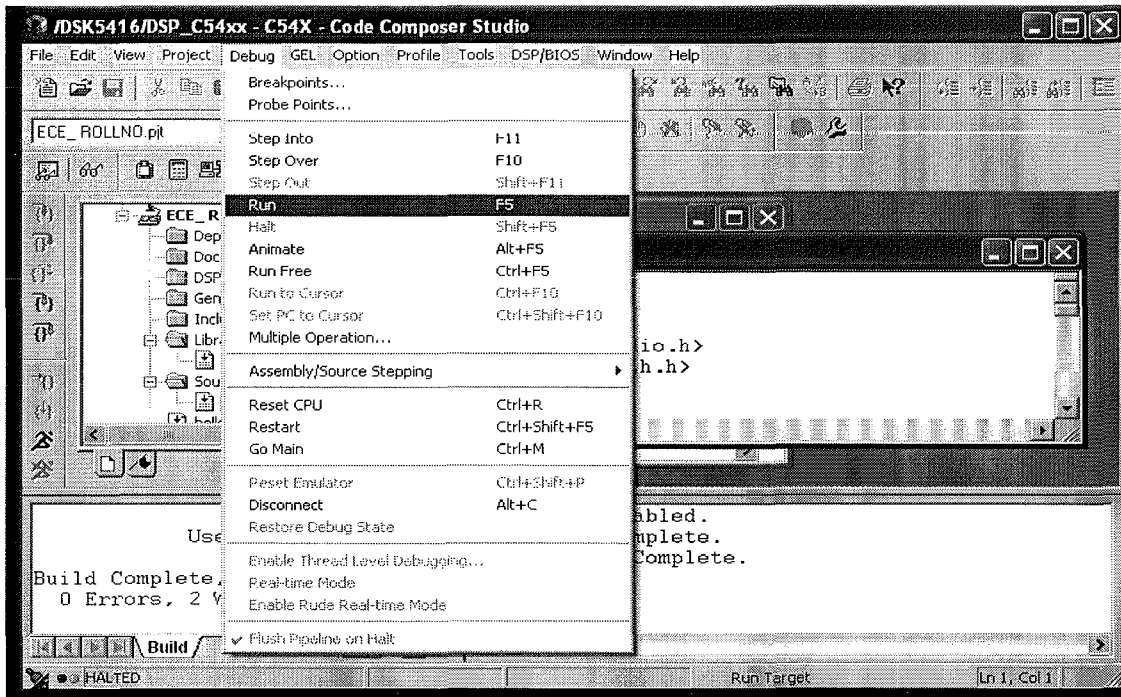 /DSK5416/DSP_C54xx - C54X - Code Composer Studio
File Edit View Project Debug GEL Option Profile Tools DSP/BIOS Window Help
Breakpoints...
Probe Points...
ECE_ROLLNO.pjt
Step Into F11
Step Over F10
Step Out Shift+F11
Run F5
Halt Shift+F5
Animate Alt+F5
Run Free Ctrl+F5
Run to Cursor Ctrl+F10
Set PC to Cursor Ctrl+Shift+F10
Multiple Operation...
Assembly/Source Stepping
Reset CPU Ctrl+R
Restart Ctrl+Shift+F5
Go Main Ctrl+M
Reset Emulator Ctrl+Shift+R
Disconnect Alt+C
Restore Debug State
Enable Thread Level Debugging...
Real-time Mode
Enable Rude Real-time Mode
Flush Pipeline on Halt
ECE_R
Dep
Doc
DSP
Gen
Incl
Libr
Sou
hell
io.h>
h.h>
Use
abled.
mplete.
Complete.
Build Complete,
0 Errors, 2 W
Build
HALTED Run Target Ln 1, Col 1